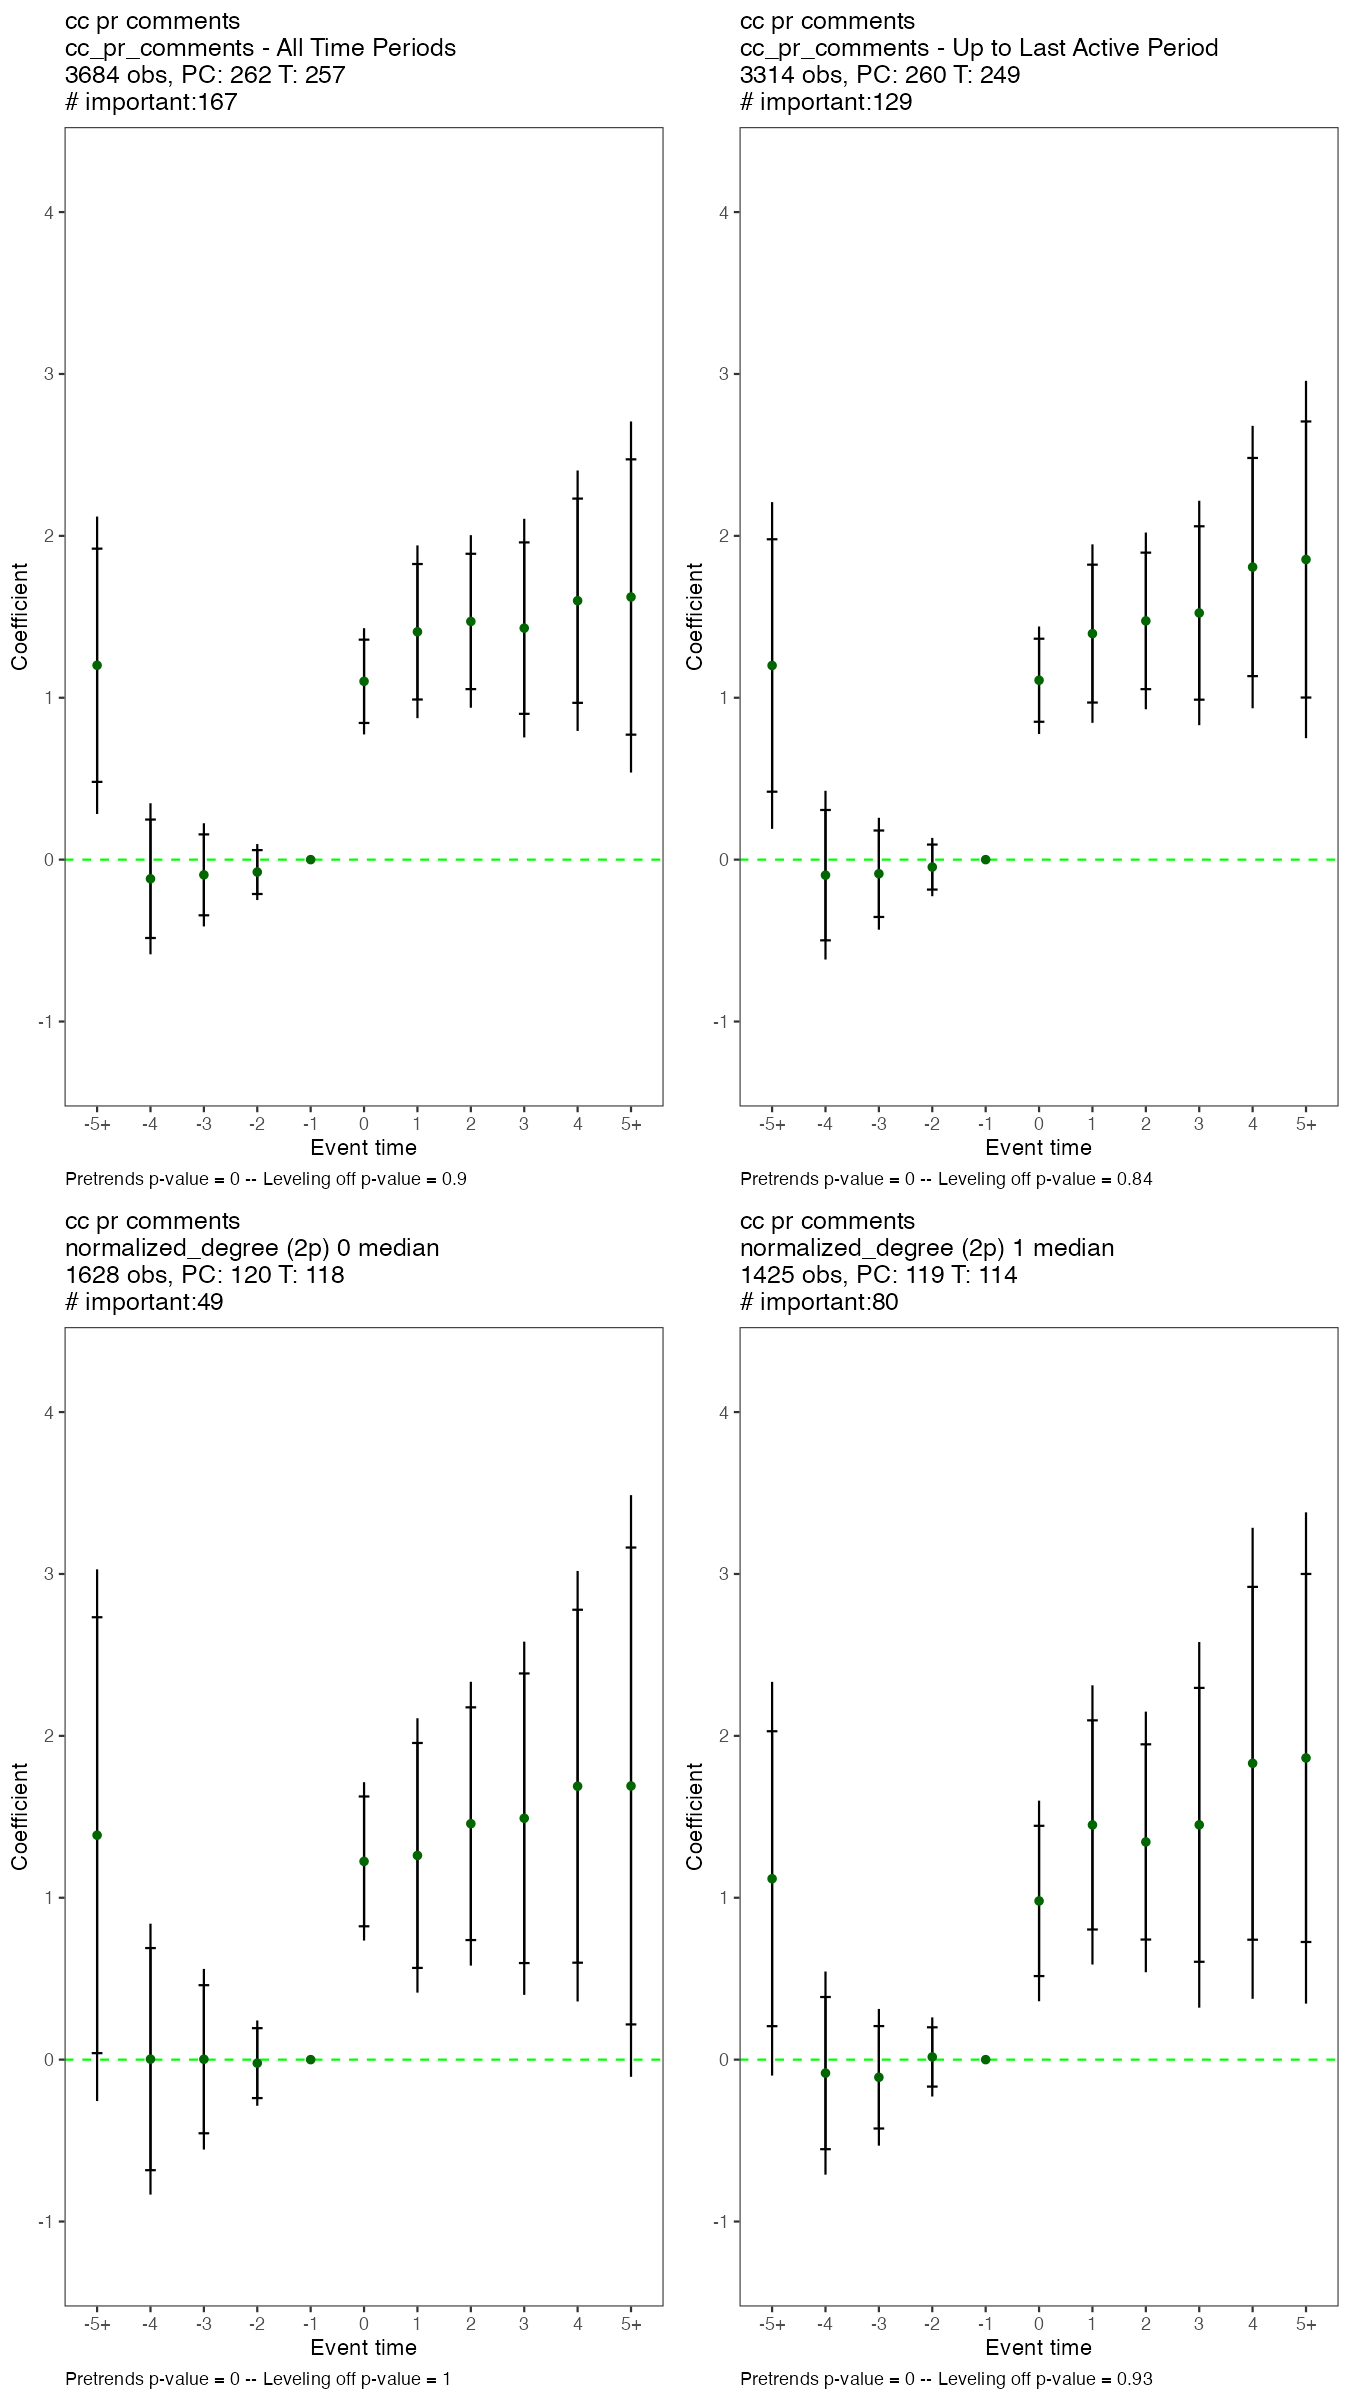 cc pr comments
cc_pr_comments - All Time Periods
3684 obs, PC: 262 T: 257
# important:167
4
3
2
1
0
-1
Coefficient
-5+ -4 -3 -2 -1 0 1 2 3 4 5+
Event time
Pretrends p-value = 0 -- Leveling off p-value = 0.9
cc pr comments
cc_pr_comments - Up to Last Active Period
3314 obs, PC: 260 T: 249
# important:129
4
3
2
1
0
-1
Coefficient
-5+ -4 -3 -2 -1 0 1 2 3 4 5+
Event time
Pretrends p-value = 0 -- Leveling off p-value = 0.84
cc pr comments
normalized_degree (2p) 0 median
1628 obs, PC: 120 T: 118
# important:49
4
3
2
1
0
-1
Coefficient
-5+ -4 -3 -2 -1 0 1 2 3 4 5+
Event time
Pretrends p-value = 0 -- Leveling off p-value = 1
cc pr comments
normalized_degree (2p) 1 median
1425 obs, PC: 119 T: 114
# important:80
4
3
2
1
0
-1
Coefficient
-5+ -4 -3 -2 -1 0 1 2 3 4 5+
Event time
Pretrends p-value = 0 -- Leveling off p-value = 0.93